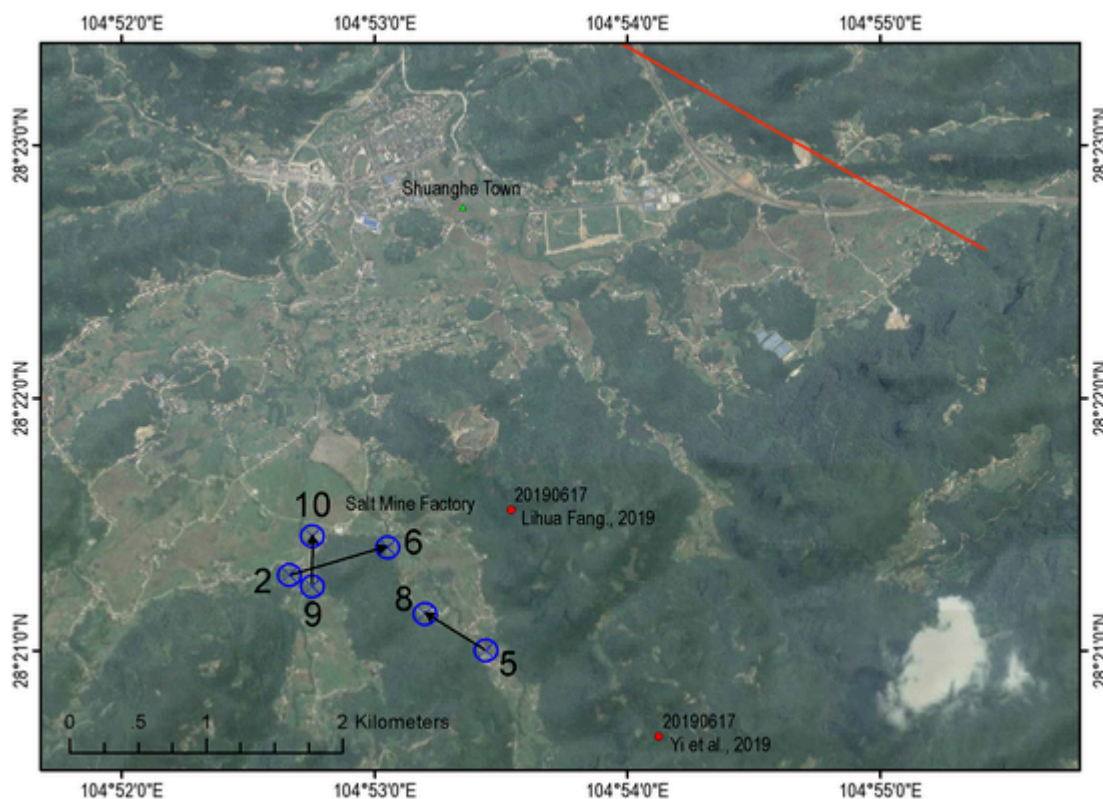 104°52'0"E 104°53'0"E 104°54'0"E 104°55'0"E
28°23'0"N 28°23'0"N
Shuanghe Town
28°22'0"N 28°22'0"N
20190617
10 Salt Mine Factory
Lihua Fang., 2019
6
2
9
8
28°21'0"N 28°21'0"N
5
0 .5 1 2 Kilometers
20190617
Yi et al., 2019
104°52'0"E 104°53'0"E 104°54'0"E 104°55'0"E